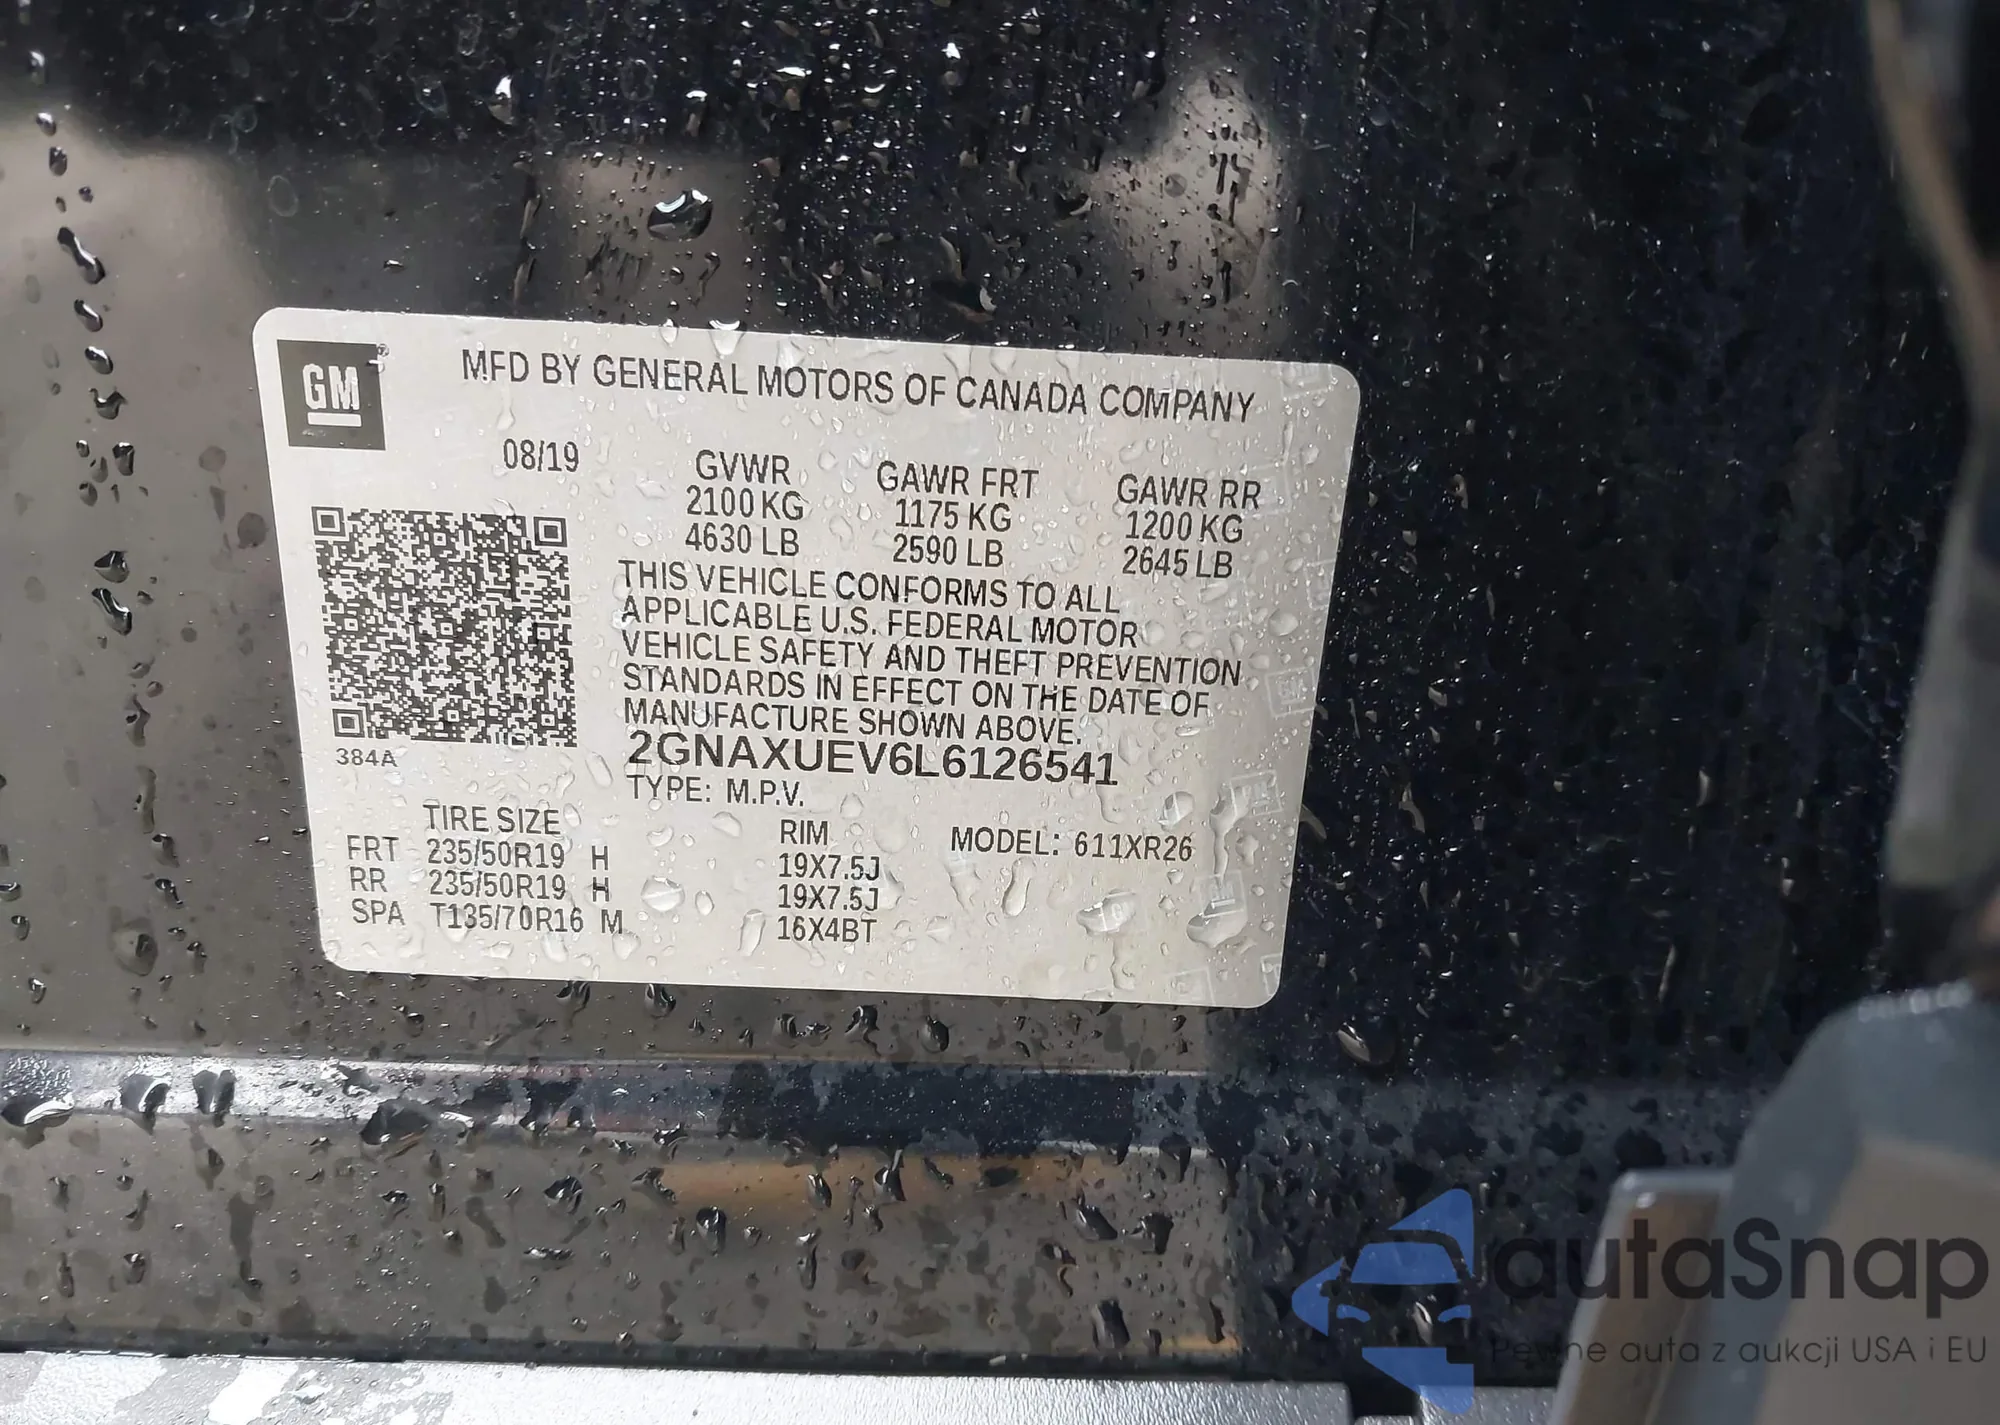 GM
MFD BY GENERAL MOTORS OF CANADA COMPANY
08/19
GVWR GAWR FRT GAWR RR
2100 KG 1175 KG 1200 KG
4630 LB 2590 LB 2645 LB
THIS VEHICLE CONFORMS TO ALL
APPLICABLE U.S. FEDERAL MOTOR
VEHICLE SAFETY AND THEFT PREVENTION
STANDARDS IN EFFECT ON THE DATE OF
MANUFACTURE SHOWN ABOVE.
2GNAXUEV6L6126541
384A
TYPE: M.P.V.
TIRE SIZE RIM MODEL: 611XR26
FRT 235/50R19 H 19X7.5J
RR 235/50R19 H 19X7.5J
SPA T135/70R16 M 16X4BT
autaSnap
Pewne auta z aukcji USA i EU